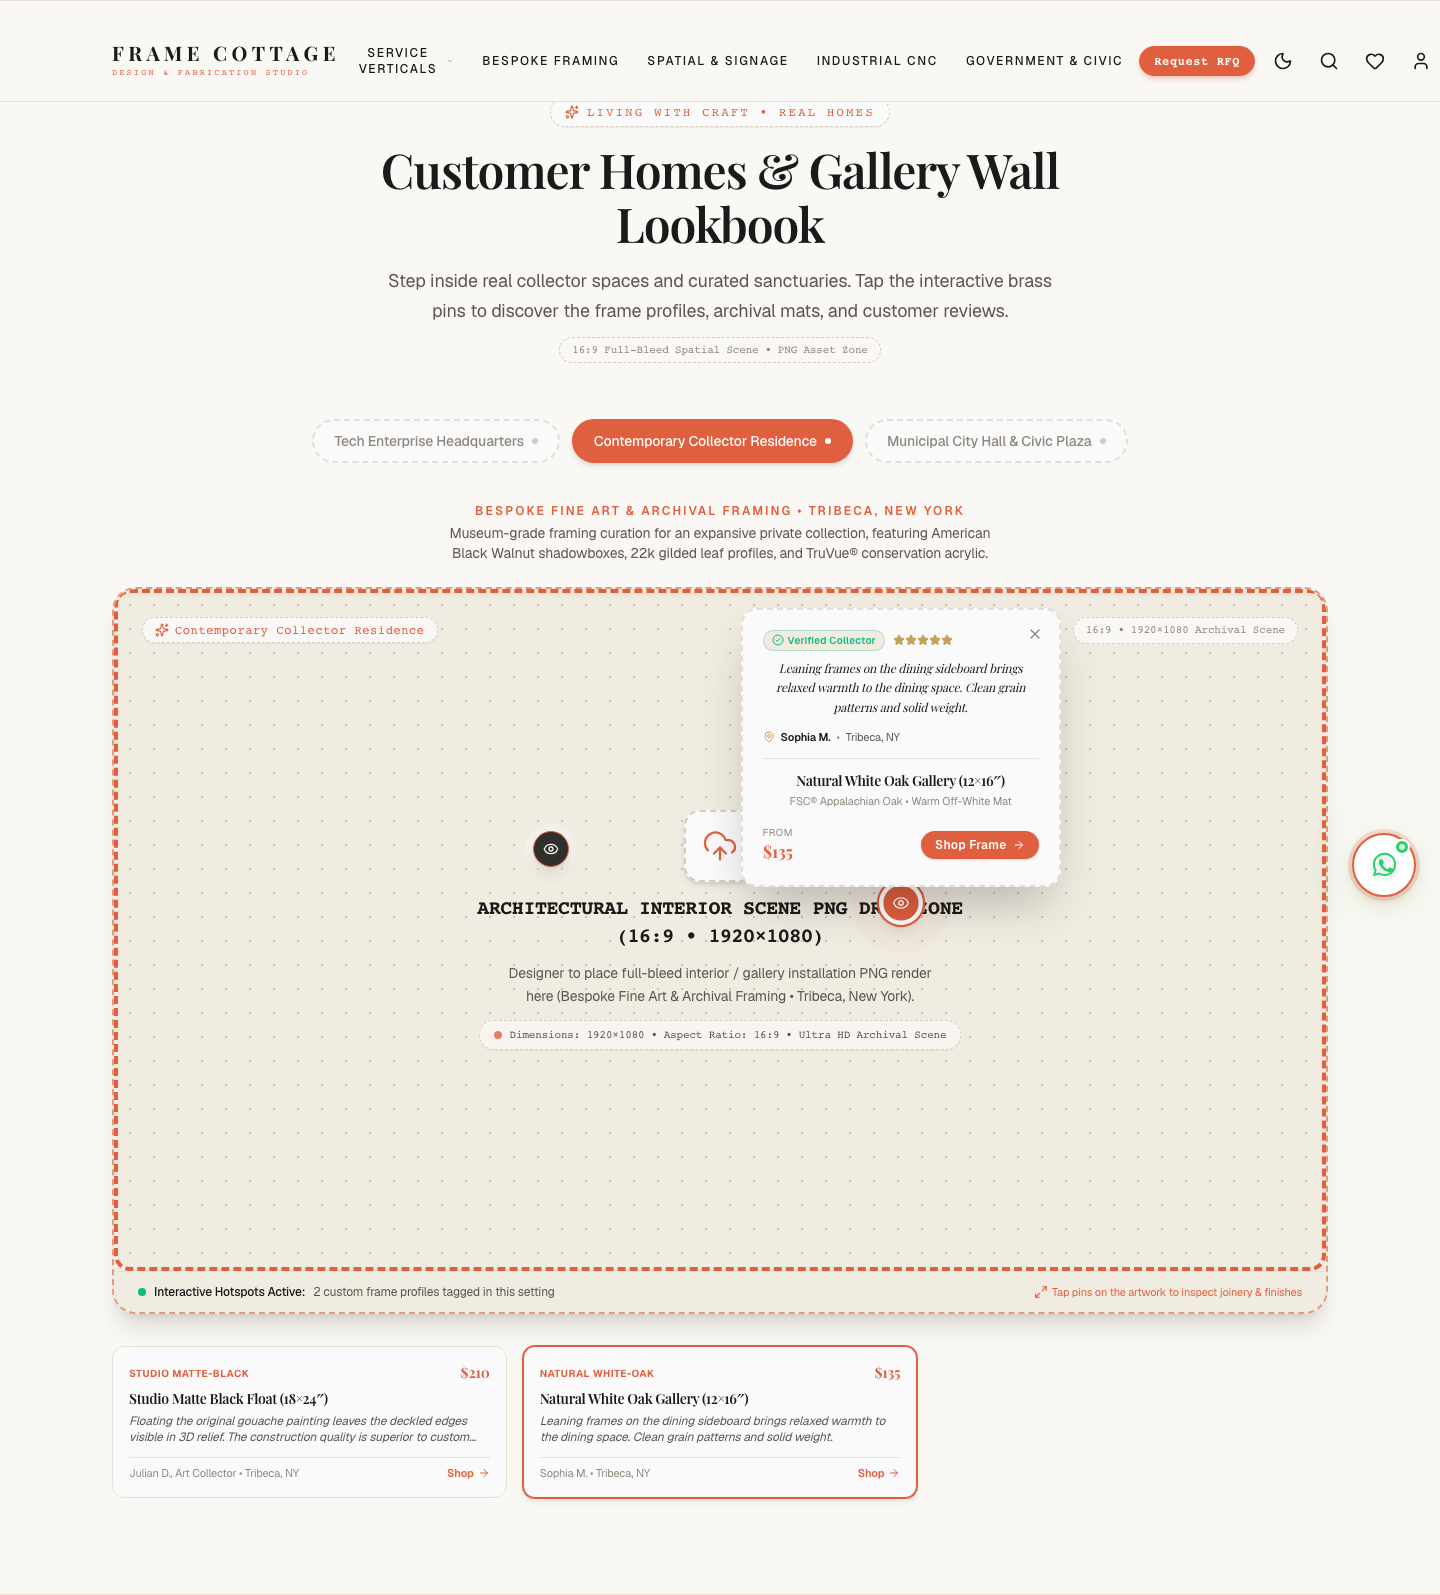 FRAME COTTAGE
DESIGN & FABRICATION STUDIO
SERVICE
VERTICALS
BESPOKE FRAMING
SPATIAL & SIGNAGE
INDUSTRIAL CNC
GOVERNMENT & CIVIC
Request RFQ
LIVING WITH CRAFT • REAL HOMES
Customer Homes & Gallery Wall
Lookbook
Step inside real collector spaces and curated sanctuaries. Tap the interactive brass
pins to discover the frame profiles, archival mats, and customer reviews.
16:9 Full-Bleed Spatial Scene • PNG Asset Zone
Tech Enterprise Headquarters
Contemporary Collector Residence
Municipal City Hall & Civic Plaza
BESPOKE FINE ART & ARCHIVAL FRAMING • TRIBECA, NEW YORK
Museum-grade framing curation for an expansive private collection, featuring American
Black Walnut shadowboxes, 22k gilded leaf profiles, and TruVue® conservation acrylic.
Contemporary Collector Residence
16:9 • 1920×1080 Archival Scene
Verified Collector
Leaning frames on the dining sideboard brings
relaxed warmth to the dining space. Clean grain
patterns and solid weight.
Sophia M. • Tribeca, NY
Natural White Oak Gallery (12×16″)
FSC® Appalachian Oak • Warm Off-White Mat
FROM
$135
Shop Frame
ARCHITECTURAL INTERIOR SCENE PNG
(16:9 • 1920×1080)
Designer to place full-bleed interior / gallery installation PNG render
here (Bespoke Fine Art & Archival Framing • Tribeca, New York).
Dimensions: 1920×1080 • Aspect Ratio: 16:9 • Ultra HD Archival Scene
Interactive Hotspots Active: 2 custom frame profiles tagged in this setting
Tap pins on the artwork to inspect joinery & finishes
STUDIO MATTE-BLACK
$210
Studio Matte Black Float (18×24″)
Floating the original gouache painting leaves the deckled edges
visible in 3D relief. The construction quality is superior to custom...
Julian D., Art Collector • Tribeca, NY
Shop
NATURAL WHITE-OAK
$135
Natural White Oak Gallery (12×16″)
Leaning frames on the dining sideboard brings relaxed warmth to
the dining space. Clean grain patterns and solid weight.
Sophia M. • Tribeca, NY
Shop